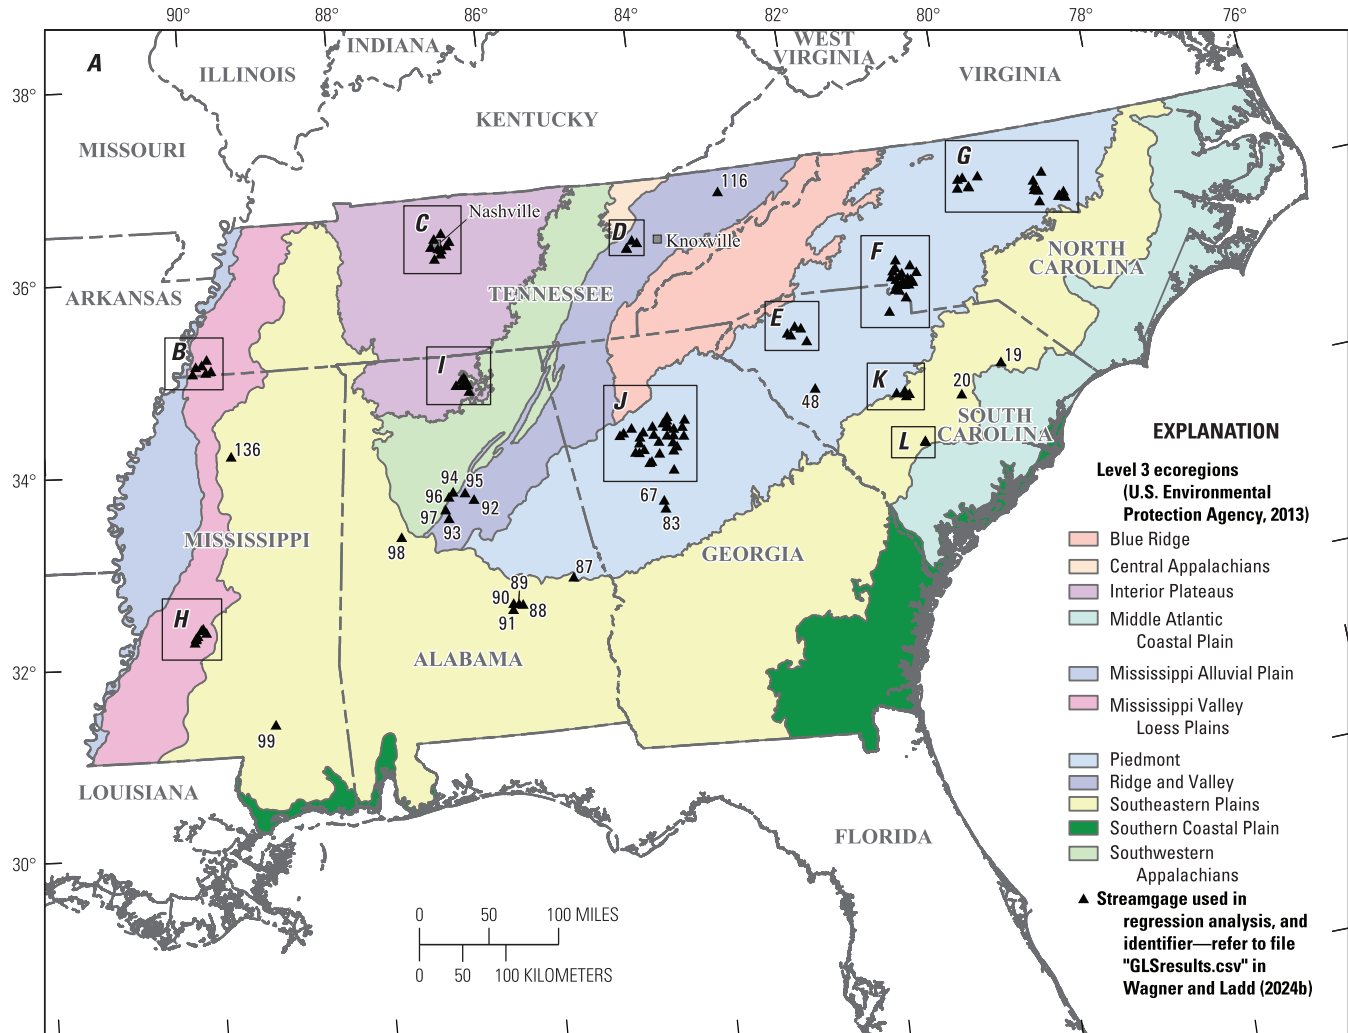 90° 88° 86° 84° 82° 80° 78° 76°
A
INDIANA
WEST
VIRGINIA
ILLINOIS
VIRGINIA
38°
KENTUCKY
MISSOURI
G
116
C
Nashville
D
Knoxville
F
NORTH
CAROLINA
TENNESSEE
ARKANSAS
36°
E
B
I
19
K
20
48
J
SOUTH
CAROLINA
L
136
34°
94 95
96
92
97
93
67
83
MISSISSIPPI
98
GEORGIA
87
89
90
88
91
H
ALABAMA
32°
99
LOUISIANA
FLORIDA
30°
0 50 100 MILES
0 50 100 KILOMETERS
EXPLANATION
Level 3 ecoregions
(U.S. Environmental
Protection Agency, 2013)
Blue Ridge
Central Appalachians
Interior Plateaus
Middle Atlantic
Coastal Plain
Mississippi Alluvial Plain
Mississippi Valley
Loess Plains
Piedmont
Ridge and Valley
Southeastern Plains
Southern Coastal Plain
Southwestern
Appalachians
Streamgage used in
regression analysis, and
identifier—refer to file
"GLSresults.csv" in
Wagner and Ladd (2024b)